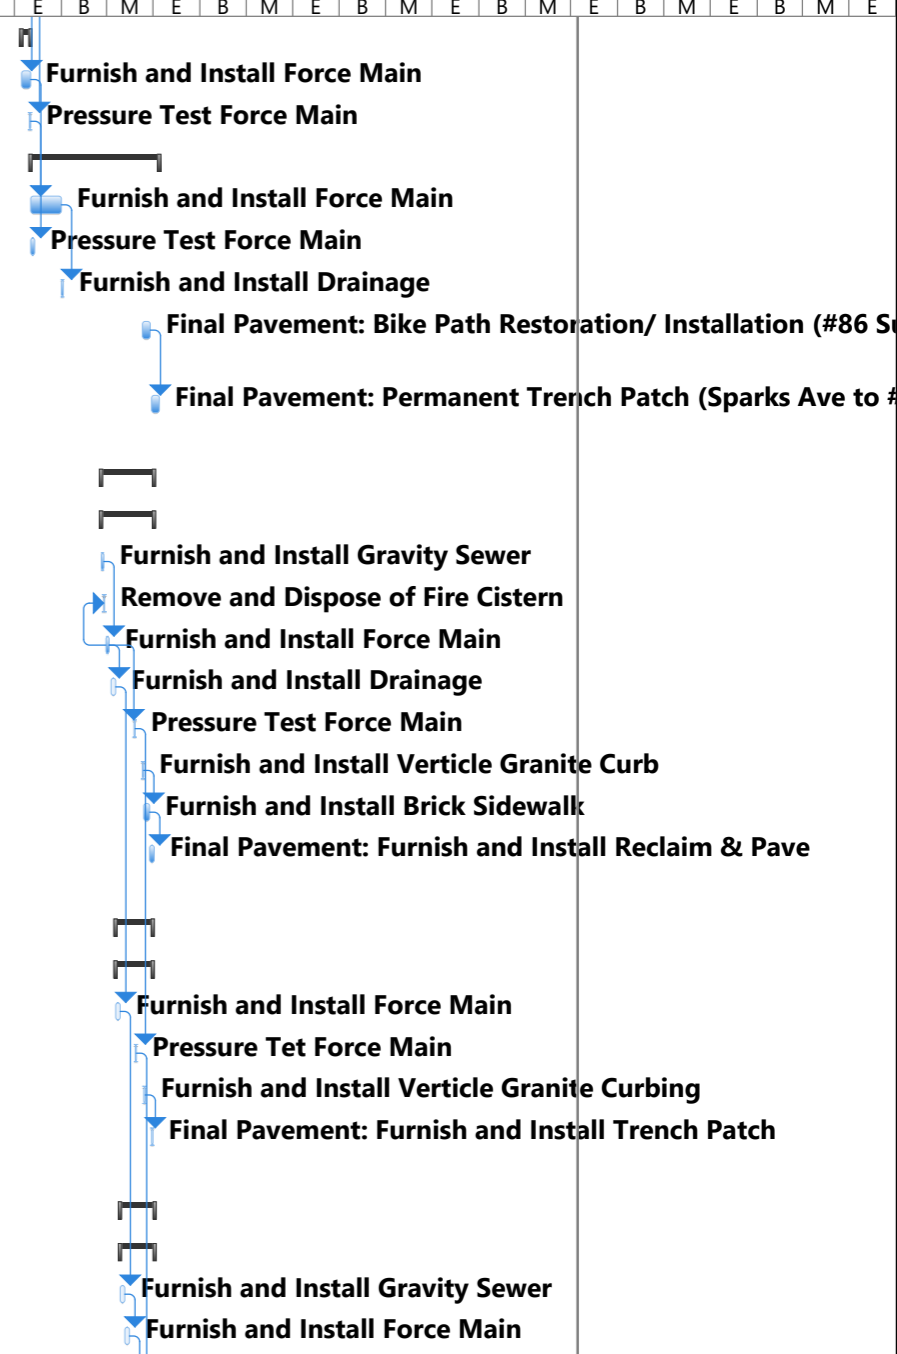 E B M E B M E B M E B M E B M E B M E
Furnish and Install Force Main
Pressure Test Force Main
Furnish and Install Force Main
Pressure Test Force Main
Furnish and Install Drainage
Final Pavement: Bike Path Restoration/ Installation (#86 Su
Final Pavement: Permanent Trench Patch (Sparks Ave to #
Furnish and Install Gravity Sewer
Remove and Dispose of Fire Cistern
Furnish and Install Force Main
Furnish and Install Drainage
Pressure Test Force Main
Furnish and Install Verticle Granite Curb
Furnish and Install Brick Sidewalk
Final Pavement: Furnish and Install Reclaim & Pave
Furnish and Install Force Main
Pressure Tet Force Main
Furnish and Install Verticle Granite Curbing
Final Pavement: Furnish and Install Trench Patch
Furnish and Install Gravity Sewer
Furnish and Install Force Main